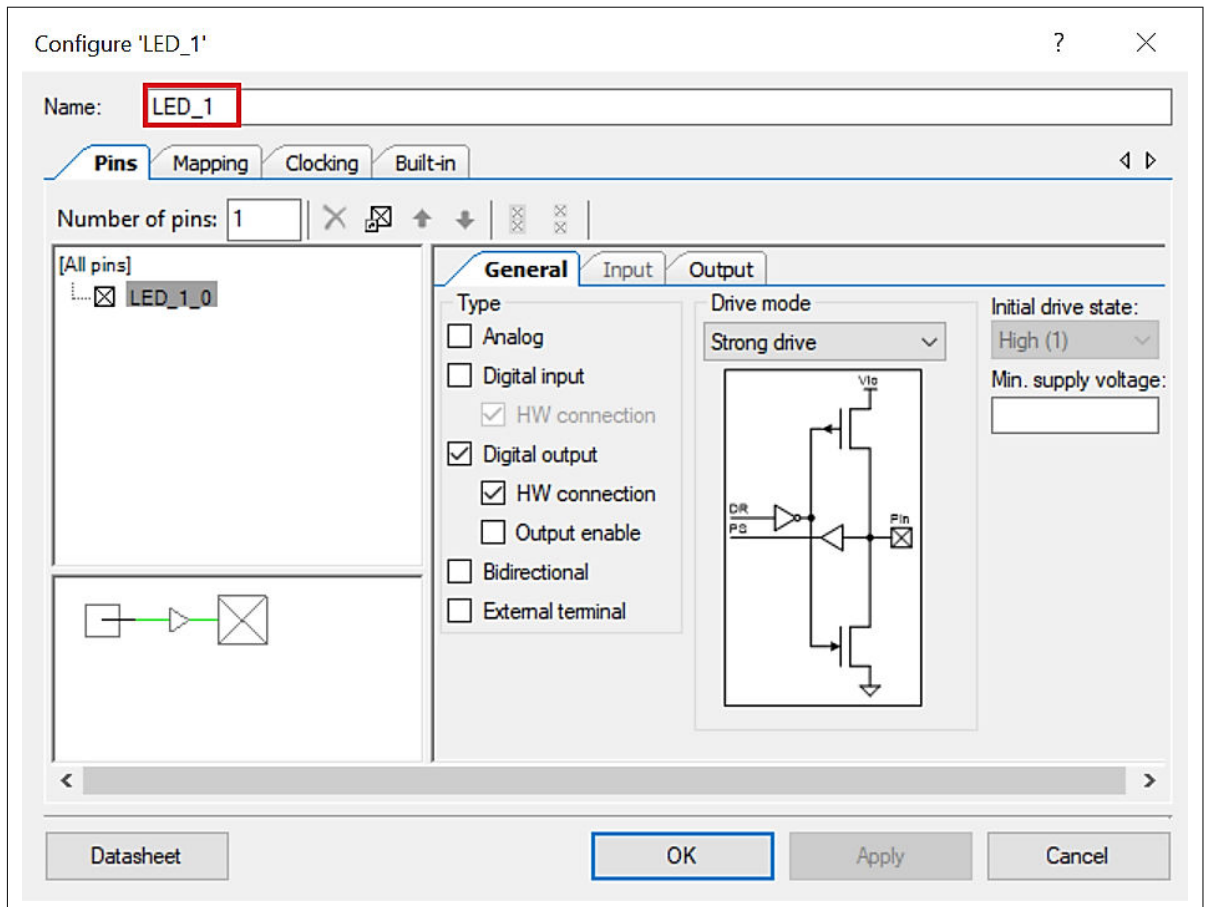 Configure 'LED_1' ?
Name: LED_1
Pins Mapping Clocking Built-in
Number of pins: 1
[All pins]
LED_1_0
General Input Output
Type
Analog
Digital input
HW connection
Digital output
HW connection
Output enable
Bidirectional
External terminal
Drive mode
Strong drive
Vio
DR
PS
Pin
Initial drive state:
High (1)
Min. supply voltage:
Datasheet OK Apply Cancel